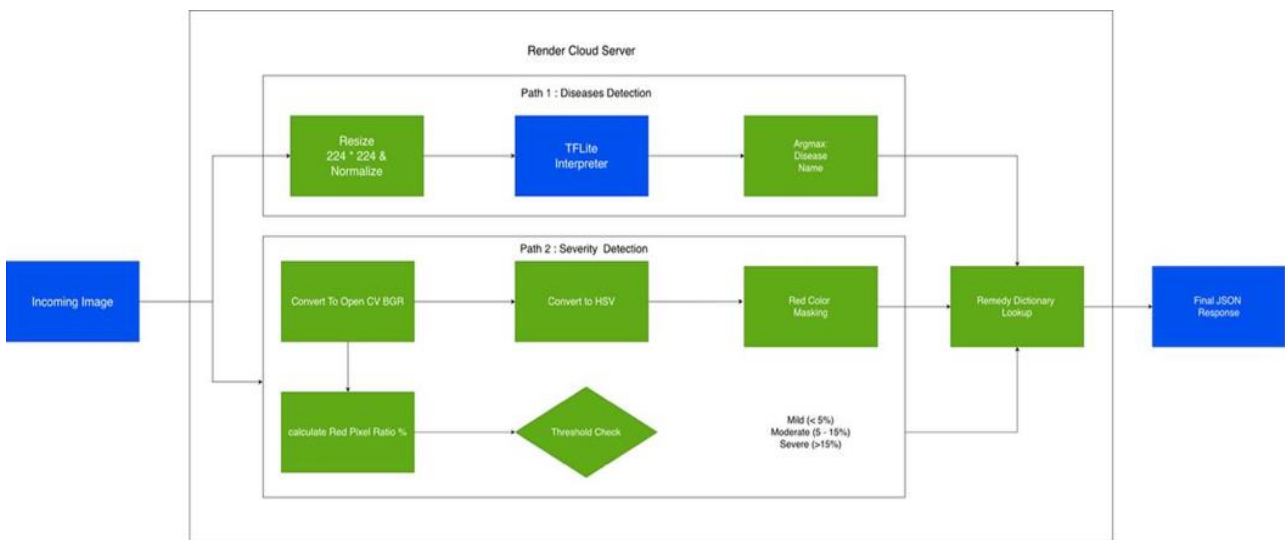 Render Cloud Server
Path 1 : Diseases Detection
Resize
224 * 224 &
Normalize
TFLite
Interpreter
Argmax:
Disease
Name
Path 2 : Severity Detection
Incoming Image
Convert To Open CV BGR
Convert to HSV
Red Color
Masking
Remedy Dictionary
Lookup
Final JSON
Response
calculate Red Pixel Ratio %
Threshold Check
Mild (< 5%)
Moderate (5 - 15%)
Severe (>15%)